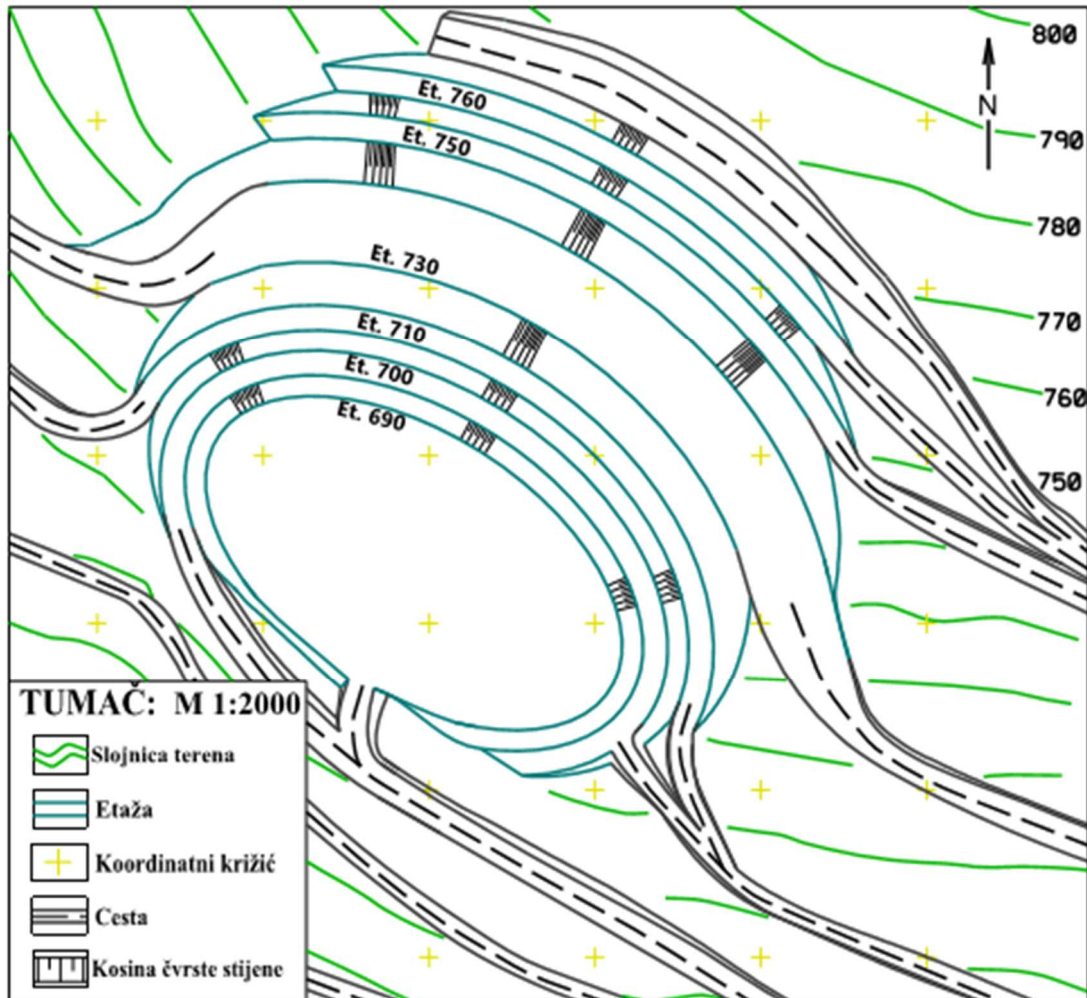 800
N
790
780
770
760
750
Et. 760
Et. 750
Et. 730
Et. 710
Et. 700
Et. 690
TUMAČ: M 1:2000
Slojnica terena
Etaža
Koordinatni križić
Cesta
Kosina čvrste stijene